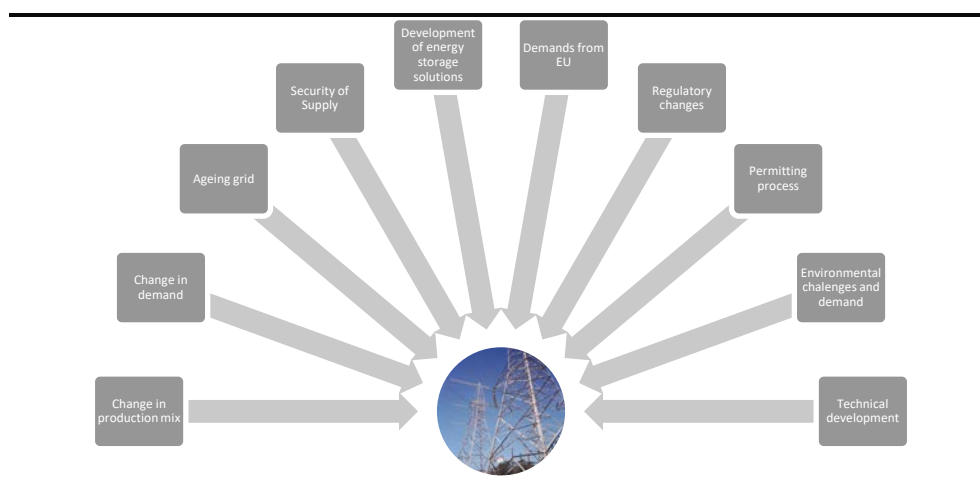 Development
of energy
storage
solutions
Demands from
EU
Security of
Supply
Regulatory
changes
Ageing grid
Permitting
process
Change in
demand
Environmental
chalenges and
demand
Change in
production mix
Technical
development